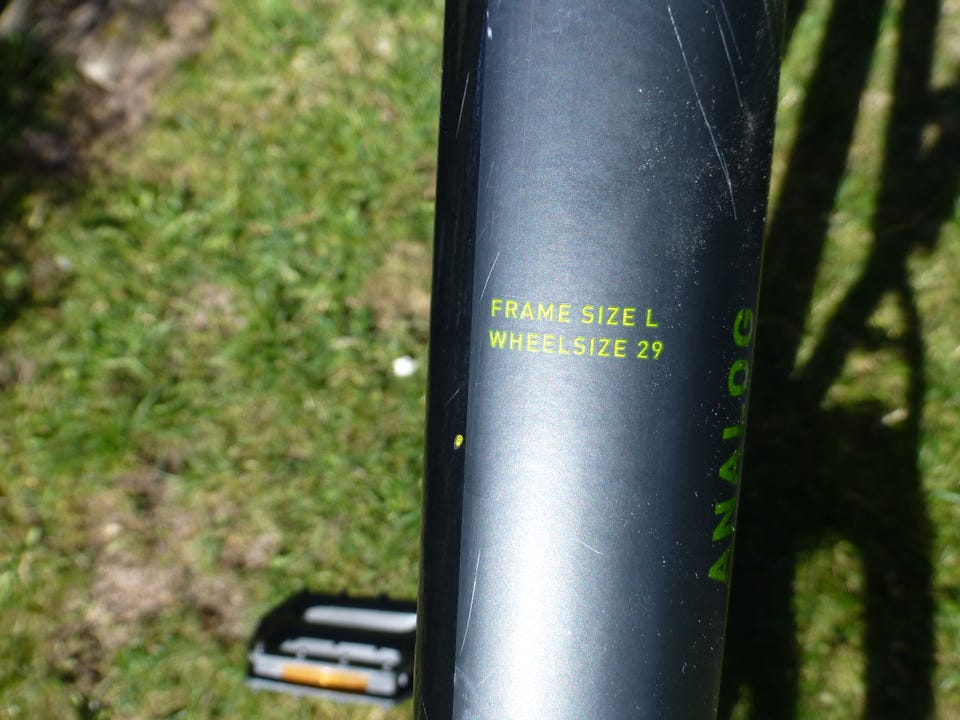 FRAME SIZE L
WHEELSIZE 29
ANALOG